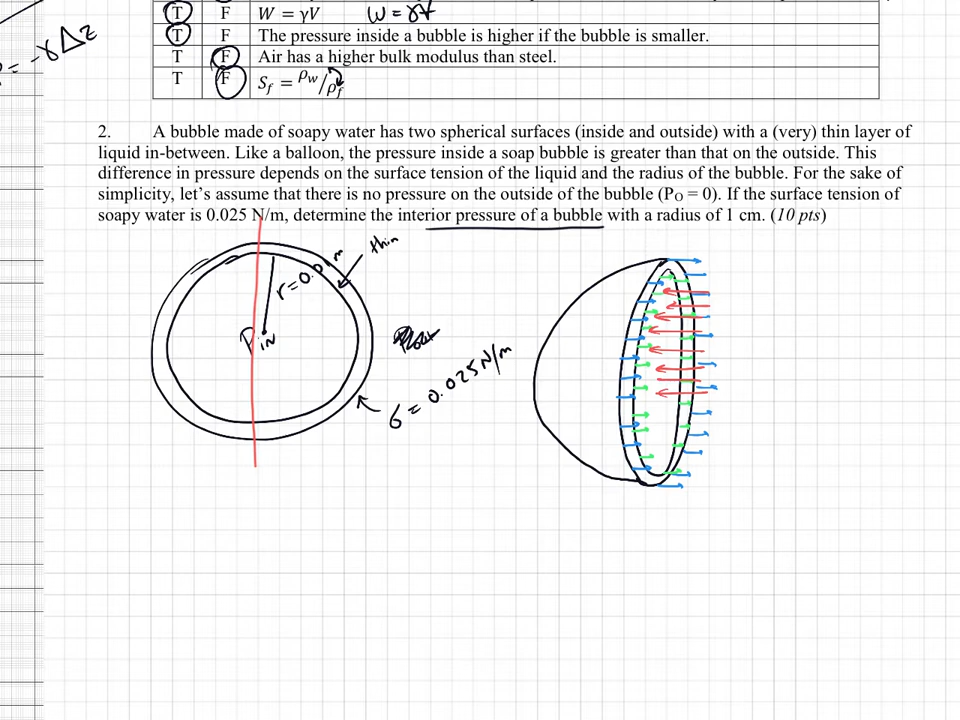 = -γΔz
T F W = γV W = γV
T F The pressure inside a bubble is higher if the bubble is smaller.
T F Air has a higher bulk modulus than steel.
T F S_f = ρ_w/ρ_f
2. A bubble made of soapy water has two spherical surfaces (inside and outside) with a (very) thin layer of
liquid in-between. Like a balloon, the pressure inside a soap bubble is greater than that on the outside. This
difference in pressure depends on the surface tension of the liquid and the radius of the bubble. For the sake of
simplicity, let's assume that there is no pressure on the outside of the bubble (P_O = 0). If the surface tension of
soapy water is 0.025 N/m, determine the interior pressure of a bubble with a radius of 1 cm. (10 pts)
thin
r=0.01m
P_IN
σ = 0.025 N/m